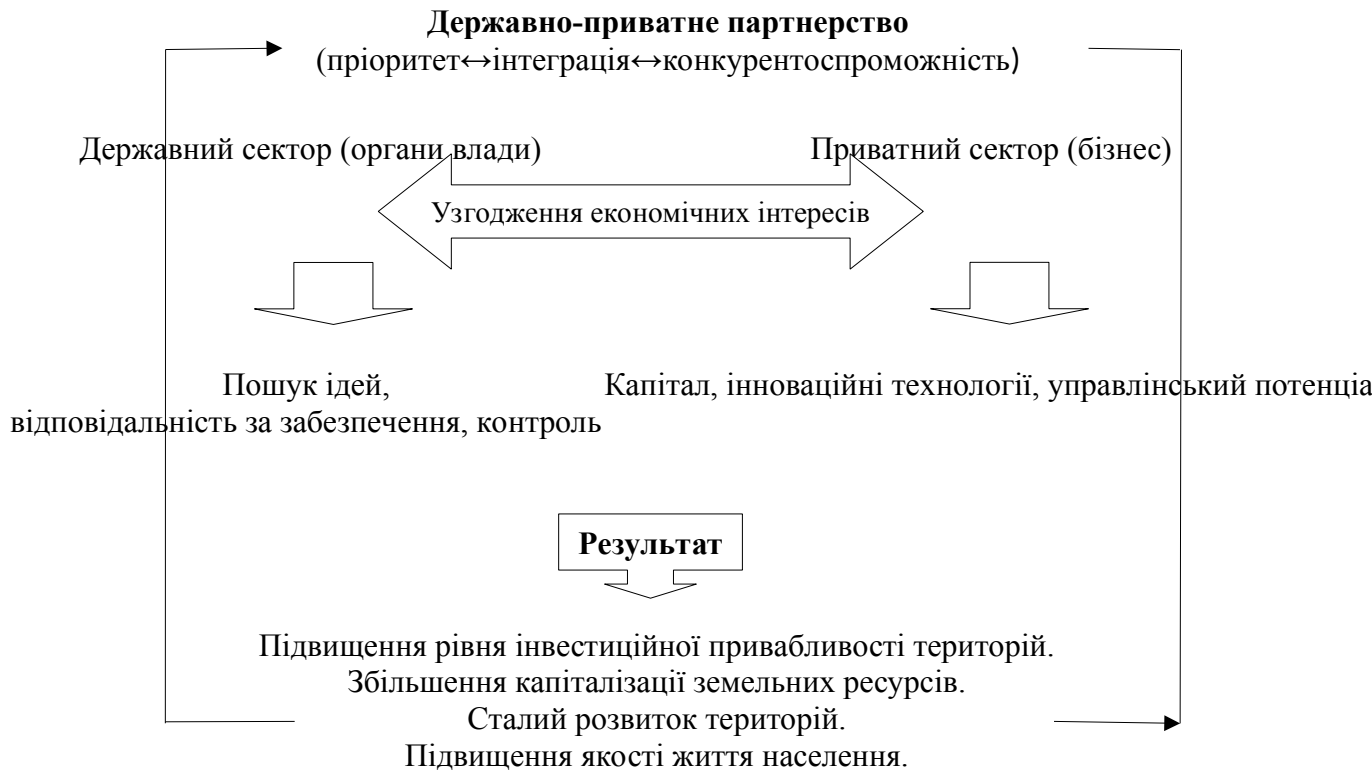 Державно-приватне партнерство
(пріоритет↔інтеграція↔конкурентоспроможність)
Державний сектор (органи влади)
Приватний сектор (бізнес)
Узгодження економічних інтересів
Пошук ідей,
відповідальність за забезпечення, контроль
Капітал, інноваційні технології, управлінський потенціа
Результат
Підвищення рівня інвестиційної привабливості територій.
Збільшення капіталізації земельних ресурсів.
Сталий розвиток територій.
Підвищення якості життя населення.